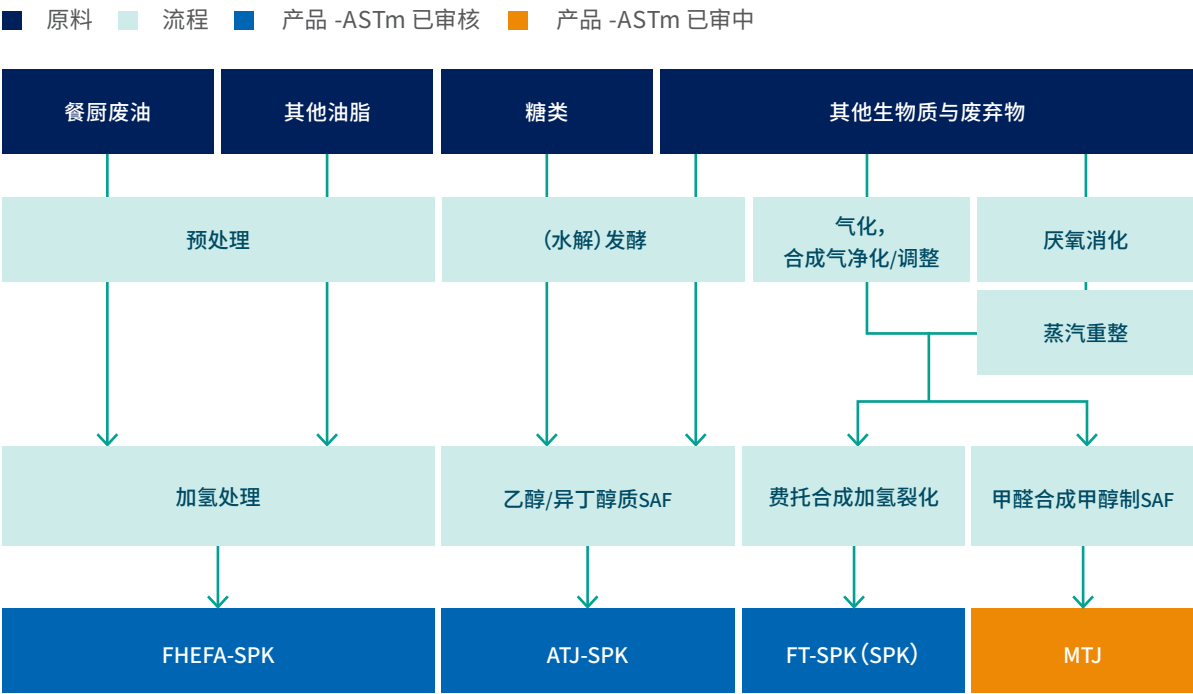 原料 流程 产品 -ASTm 已审核 产品 -ASTm 已审中
餐厨废油
其他油脂
糖类
其他生物质与废弃物
预处理
（水解）发酵
气化，
合成气净化/调整
厌氧消化
蒸汽重整
加氢处理
乙醇/异丁醇质SAF
费托合成加氢裂化
甲醛合成甲醇制SAF
FHEFA-SPK
ATJ-SPK
FT-SPK（SPK）
MTJ